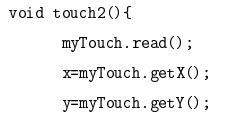 void touch2(){
myTouch.read();
x=myTouch.getX();
y=myTouch.getY();